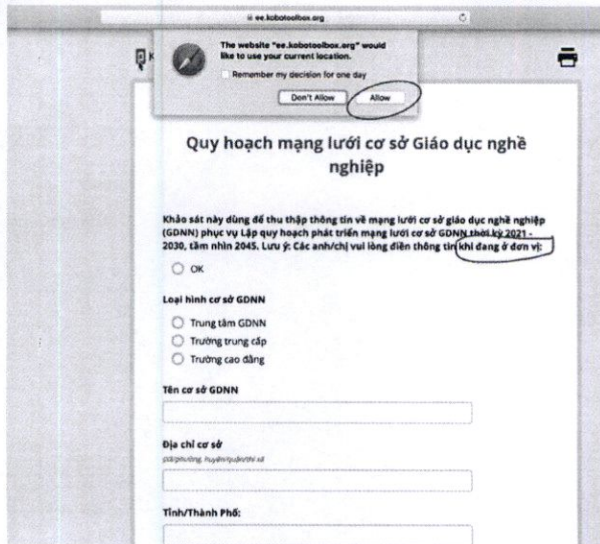 ee.kobotoolbox.org
The website "ee.kobotoolbox.org" would
like to use your current location.
Remember my decision for one day
Don't Allow
Allow
Quy hoạch mạng lưới cơ sở Giáo dục nghề
nghiệp
Khảo sát này dùng để thu thập thông tin về mạng lưới cơ sở giáo dục nghề nghiệp
(GDNN) phục vụ Lập quy hoạch phát triển mạng lưới cơ sở GDNN thời kỳ 2021 -
2030, tầm nhìn 2045. Lưu ý: Các anh/chị vui lòng điền thông tin khi đang ở đơn vị:
OK
Loại hình cơ sở GDNN
Trung tâm GDNN
Trường trung cấp
Trường cao đẳng
Tên cơ sở GDNN
Địa chỉ cơ sở
Tỉnh/Thành Phố: